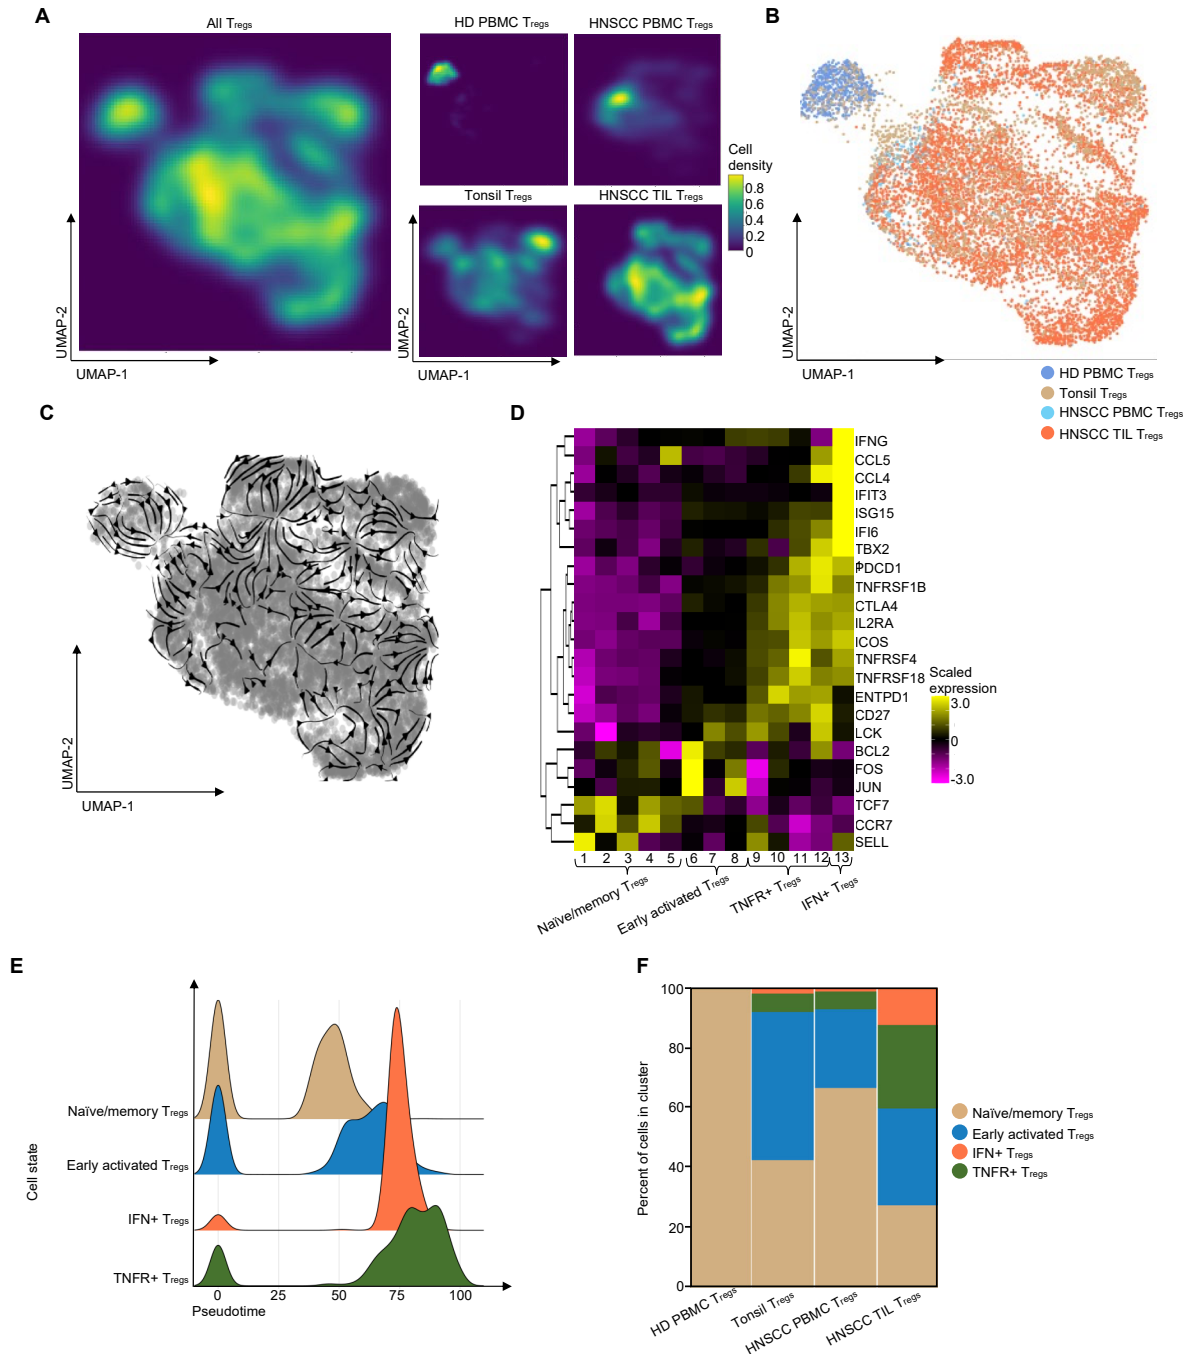 A
All Tregs
HD PBMC Tregs
HNSCC PBMC Tregs
Tonsil Tregs
HNSCC TIL Tregs
Cell
density
0.8
0.6
0.4
0.2
0
UMAP-2
UMAP-1
UMAP-2
UMAP-1
B
UMAP-2
UMAP-1
HD PBMC Tregs
Tonsil Tregs
HNSCC PBMC Tregs
HNSCC TIL Tregs
C
UMAP-2
UMAP-1
D
IFNG
CCL5
CCL4
IFIT3
ISG15
IFI6
TBX2
PDCD1
TNFRSF1B
CTLA4
IL2RA
ICOS
TNFRSF4
TNFRSF18
ENTPD1
CD27
LCK
BCL2
FOS
JUN
TCF7
CCR7
SELL
1 2 3 4 5 6 7 8 9 10 11 12 13
Naïve/memory Tregs
Early activated Tregs
TNFR+ Tregs
IFN+ Tregs
Scaled
expression
3.0
0
-3.0
E
Cell state
Naïve/memory Tregs
Early activated Tregs
IFN+ Tregs
TNFR+ Tregs
0 25 50 75 100
Pseudotime
F
Percent of cells in cluster
100
80
60
40
20
0
HD PBMC Tregs
Tonsil Tregs
HNSCC PBMC Tregs
HNSCC TIL Tregs
Naïve/memory Tregs
Early activated Tregs
IFN+ Tregs
TNFR+ Tregs